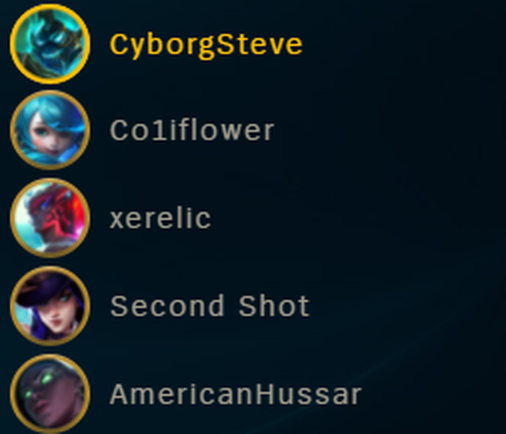 CyborgSteve
Co1iflower
xerelic
Second Shot
AmericanHussar